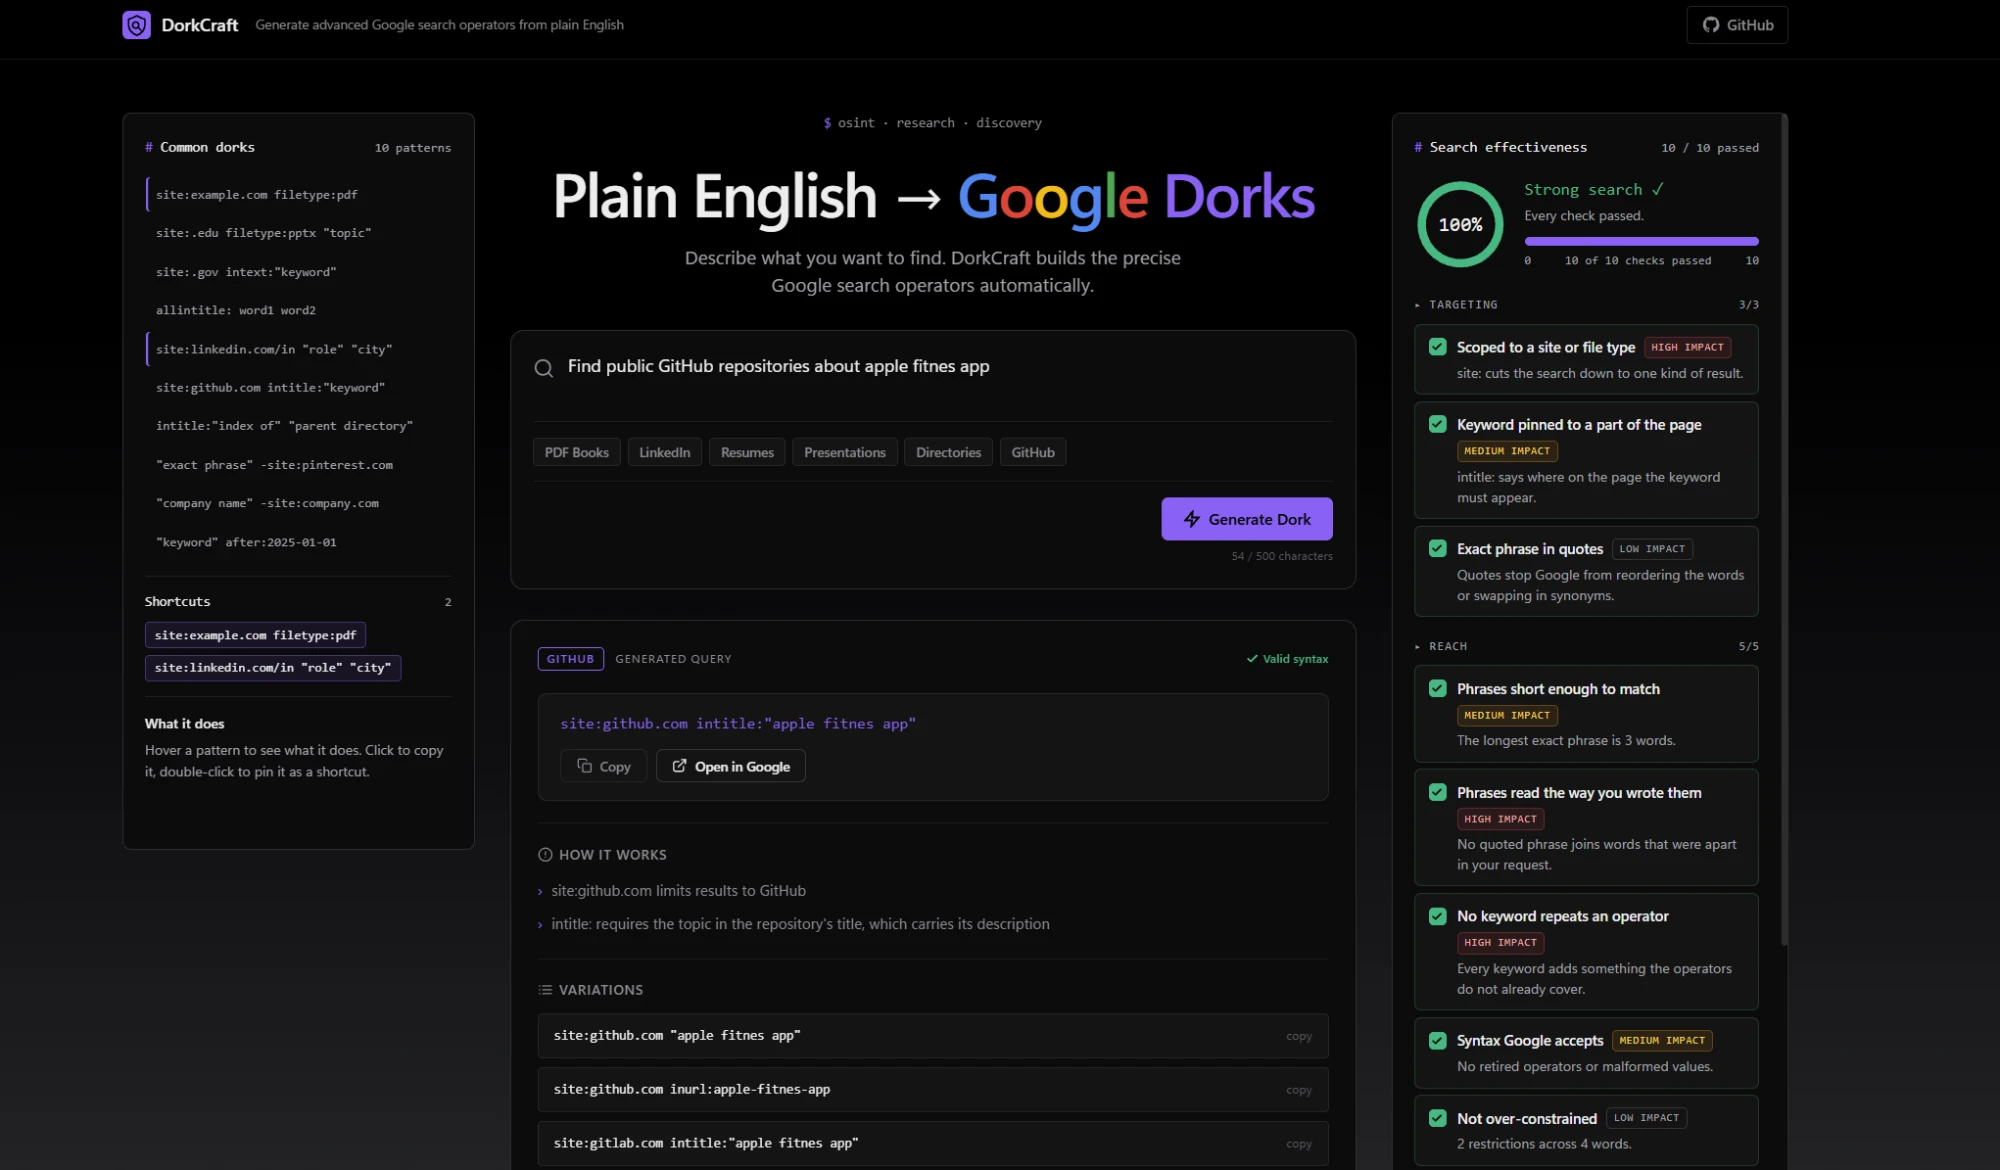 DorkCraft
Generate advanced Google search operators from plain English
GitHub
# Common dorks
10 patterns
site:example.com filetype:pdf
site:.edu filetype:pptx "topic"
site:.gov intext:"keyword"
allintitle: word1 word2
site:linkedin.com/in "role" "city"
site:github.com intitle:"keyword"
intitle:"index of" "parent directory"
"exact phrase" -site:pinterest.com
"company name" -site:company.com
"keyword" after:2025-01-01
Shortcuts
2
site:example.com filetype:pdf
site:linkedin.com/in "role" "city"
What it does
Hover a pattern to see what it does. Click to copy
it, double-click to pin it as a shortcut.
$ osint · research · discovery
Plain English → Google Dorks
Describe what you want to find. DorkCraft builds the precise
Google search operators automatically.
Find public GitHub repositories about apple fitnes app
PDF Books
LinkedIn
Resumes
Presentations
Directories
GitHub
Generate Dork
54 / 500 characters
GITHUB
GENERATED QUERY
✓ Valid syntax
site:github.com intitle:"apple fitnes app"
Copy
Open in Google
HOW IT WORKS
› site:github.com limits results to GitHub
› intitle: requires the topic in the repository's title, which carries its description
VARIATIONS
site:github.com "apple fitnes app"
copy
site:github.com inurl:apple-fitnes-app
copy
site:gitlab.com intitle:"apple fitnes app"
copy
# Search effectiveness
10 / 10 passed
100%
Strong search ✓
Every check passed.
0
10 of 10 checks passed
10
▸ TARGETING
3/3
Scoped to a site or file type
HIGH IMPACT
site: cuts the search down to one kind of result.
Keyword pinned to a part of the page
MEDIUM IMPACT
intitle: says where on the page the keyword
must appear.
Exact phrase in quotes
LOW IMPACT
Quotes stop Google from reordering the words
or swapping in synonyms.
▸ REACH
5/5
Phrases short enough to match
MEDIUM IMPACT
The longest exact phrase is 3 words.
Phrases read the way you wrote them
HIGH IMPACT
No quoted phrase joins words that were apart
in your request.
No keyword repeats an operator
HIGH IMPACT
Every keyword adds something the operators
do not already cover.
Syntax Google accepts
MEDIUM IMPACT
No retired operators or malformed values.
Not over-constrained
LOW IMPACT
2 restrictions across 4 words.